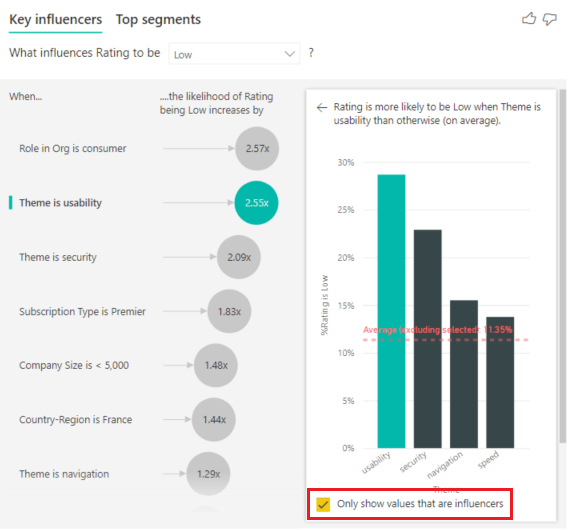 Key influencers Top segments
What influences Rating to be Low ?
When...
....the likelihood of Rating
being Low increases by
Role in Org is consumer 2.57x
Theme is usability 2.55x
Theme is security 2.09x
Subscription Type is Premier 1.83x
Company Size is < 5,000 1.48x
Country-Region is France 1.44x
Theme is navigation 1.29x
← Rating is more likely to be Low when Theme is
usability than otherwise (on average).
30%
25%
20%
15%
10%
5%
0%
%Rating is Low
Average (excluding selected): 11.35%
usability
security
navigation
speed
Theme
Only show values that are influencers